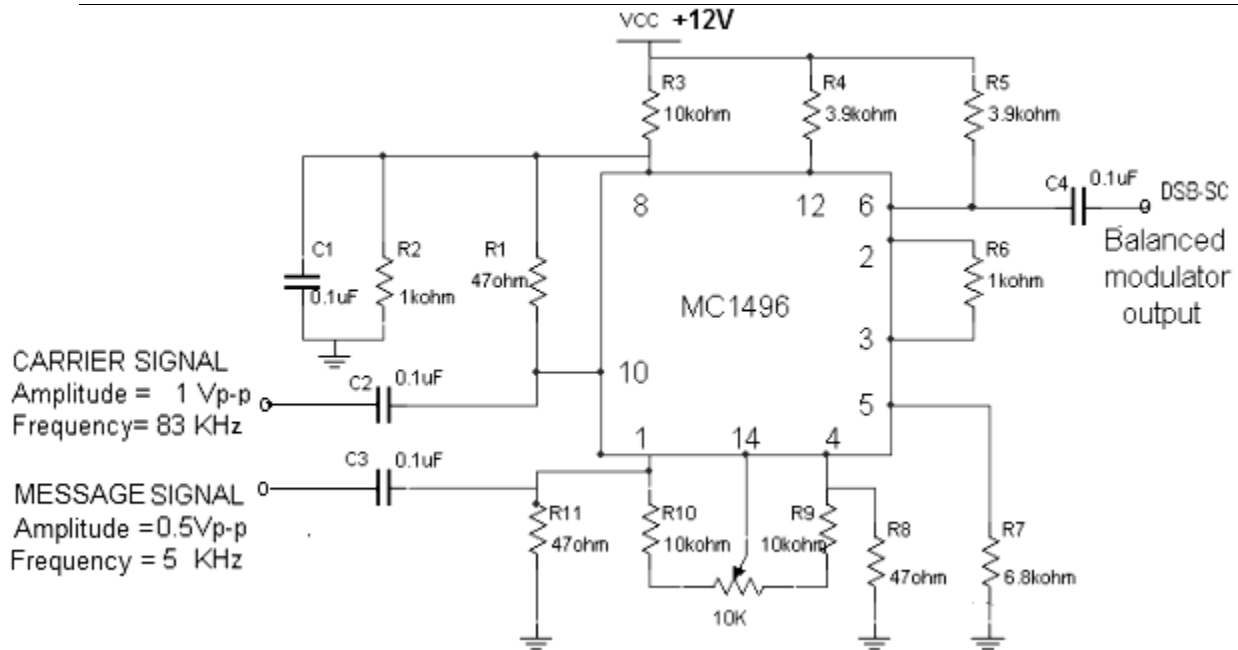 VCC +12V
R3
10kohm
R4
3.9kohm
R5
3.9kohm
C4
0.1uF
DSB-SC
Balanced
modulator
output
8
12
6
2
3
5
10
1
14
4
MC1496
C1
0.1uF
R2
1kohm
R1
47ohm
R6
1kohm
CARRIER SIGNAL
Amplitude = 1 Vp-p
Frequency= 83 KHz
C2
0.1uF
C3
0.1uF
MESSAGE SIGNAL
Amplitude =0.5Vp-p
Frequency = 5 KHz
R11
47ohm
R10
10kohm
R9
10kohm
10K
R8
47ohm
R7
6.8kohm